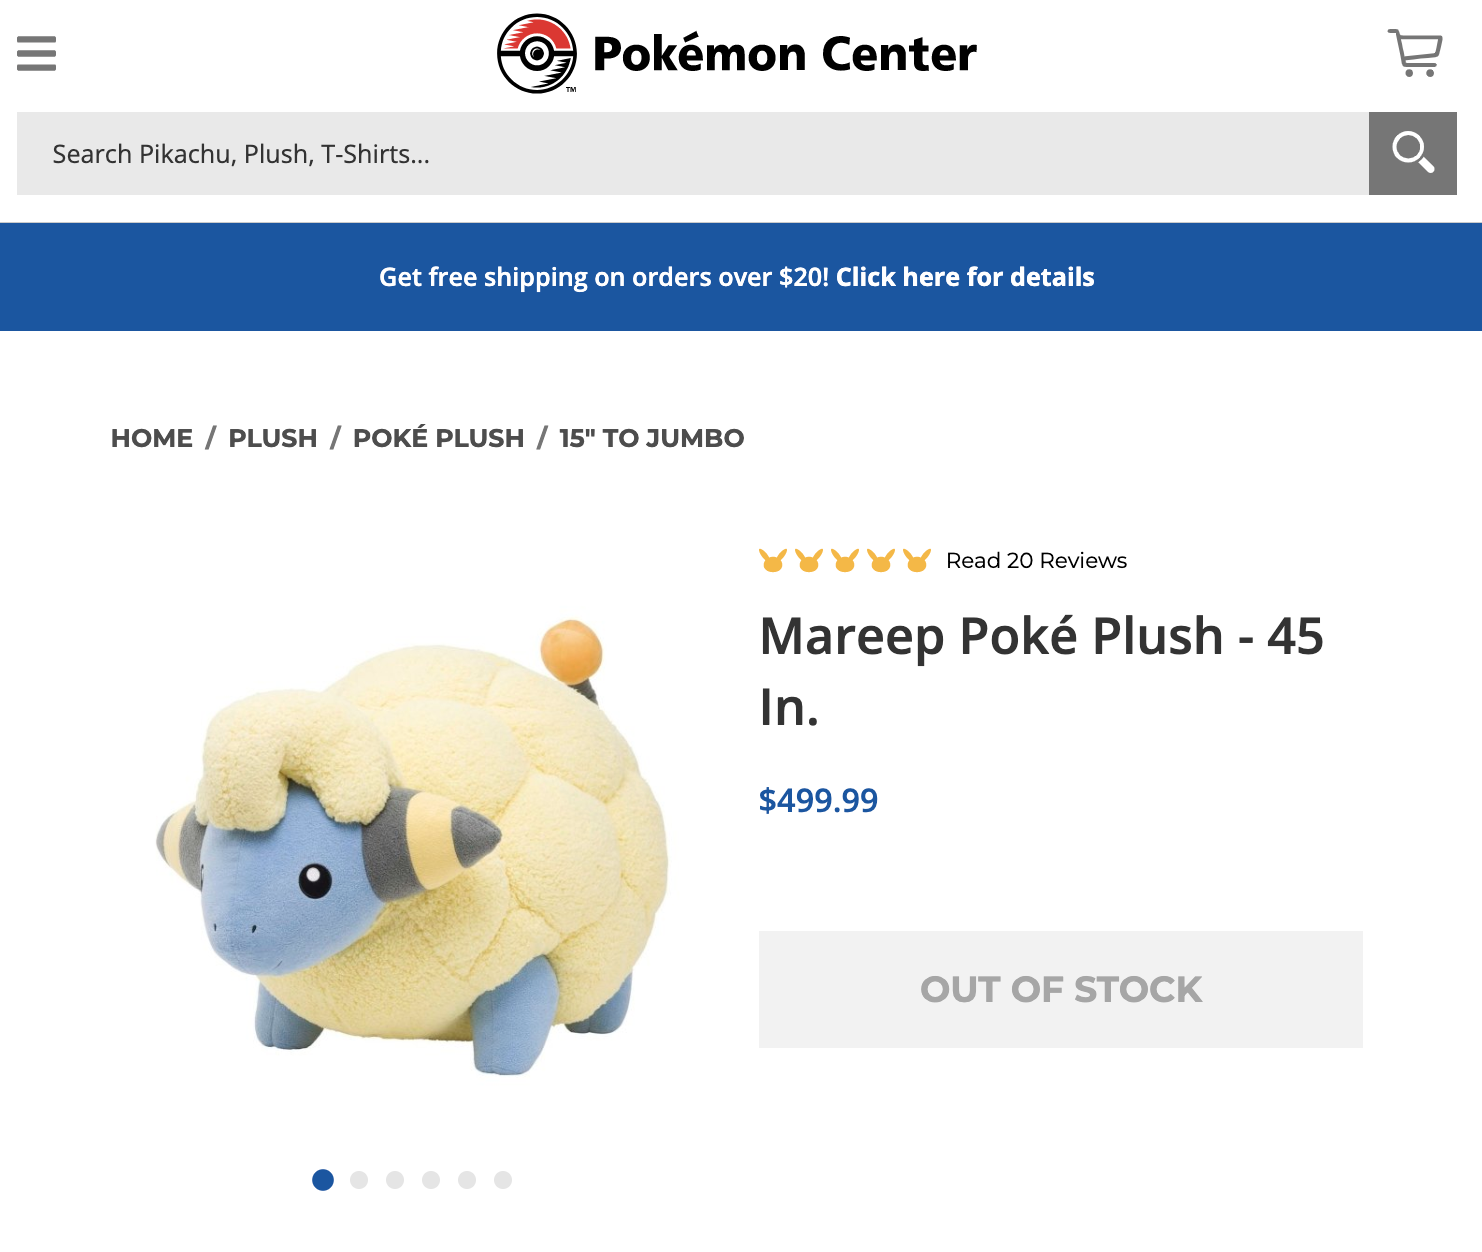 Pokémon Center
TM
Search Pikachu, Plush, T-Shirts...
Get free shipping on orders over $20! Click here for details
HOME / PLUSH / POKÉ PLUSH / 15" TO JUMBO
Read 20 Reviews
Mareep Poké Plush - 45
In.
$499.99
OUT OF STOCK